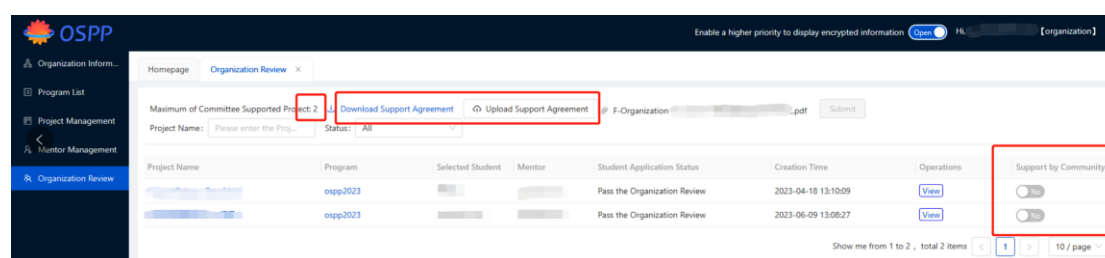 OSPP
Enable a higher priority to display encrypted information Open Hi, 【organization】
Organization Inform...
Homepage Organization Review ×
Program List
Maximum of Committee Supported Project: 2 Download Support Agreement Upload Support Agreement F-Organization .pdf Submit
Project Management
Project Name: Please enter the Proj... Status: All
Mentor Management
Project Name Program Selected Student Mentor Student Application Status Creation Time Operations Support by Community
Organization Review
ospp2023 Pass the Organization Review 2023-04-18 13:10:09 View No
ospp2023 Pass the Organization Review 2023-06-09 13:08:27 View No
Show me from 1 to 2 , total 2 items < 1 > 10 / page